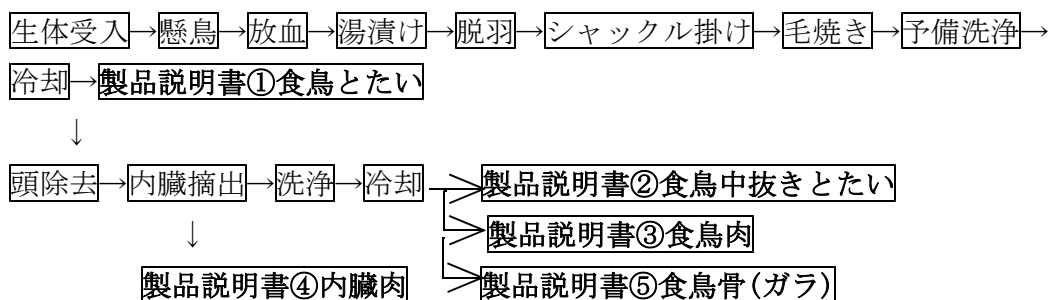 生体受入→懸鳥→放血→湯漬け→脱羽→シャックル掛け→毛焼き→予備洗浄→
冷却→製品説明書①食鳥とたい
↓
頭除去→内臓摘出→洗浄→冷却→製品説明書②食鳥中抜きとたい
↓ 製品説明書③食鳥肉
製品説明書④内臓肉 製品説明書⑤食鳥骨(ガラ)